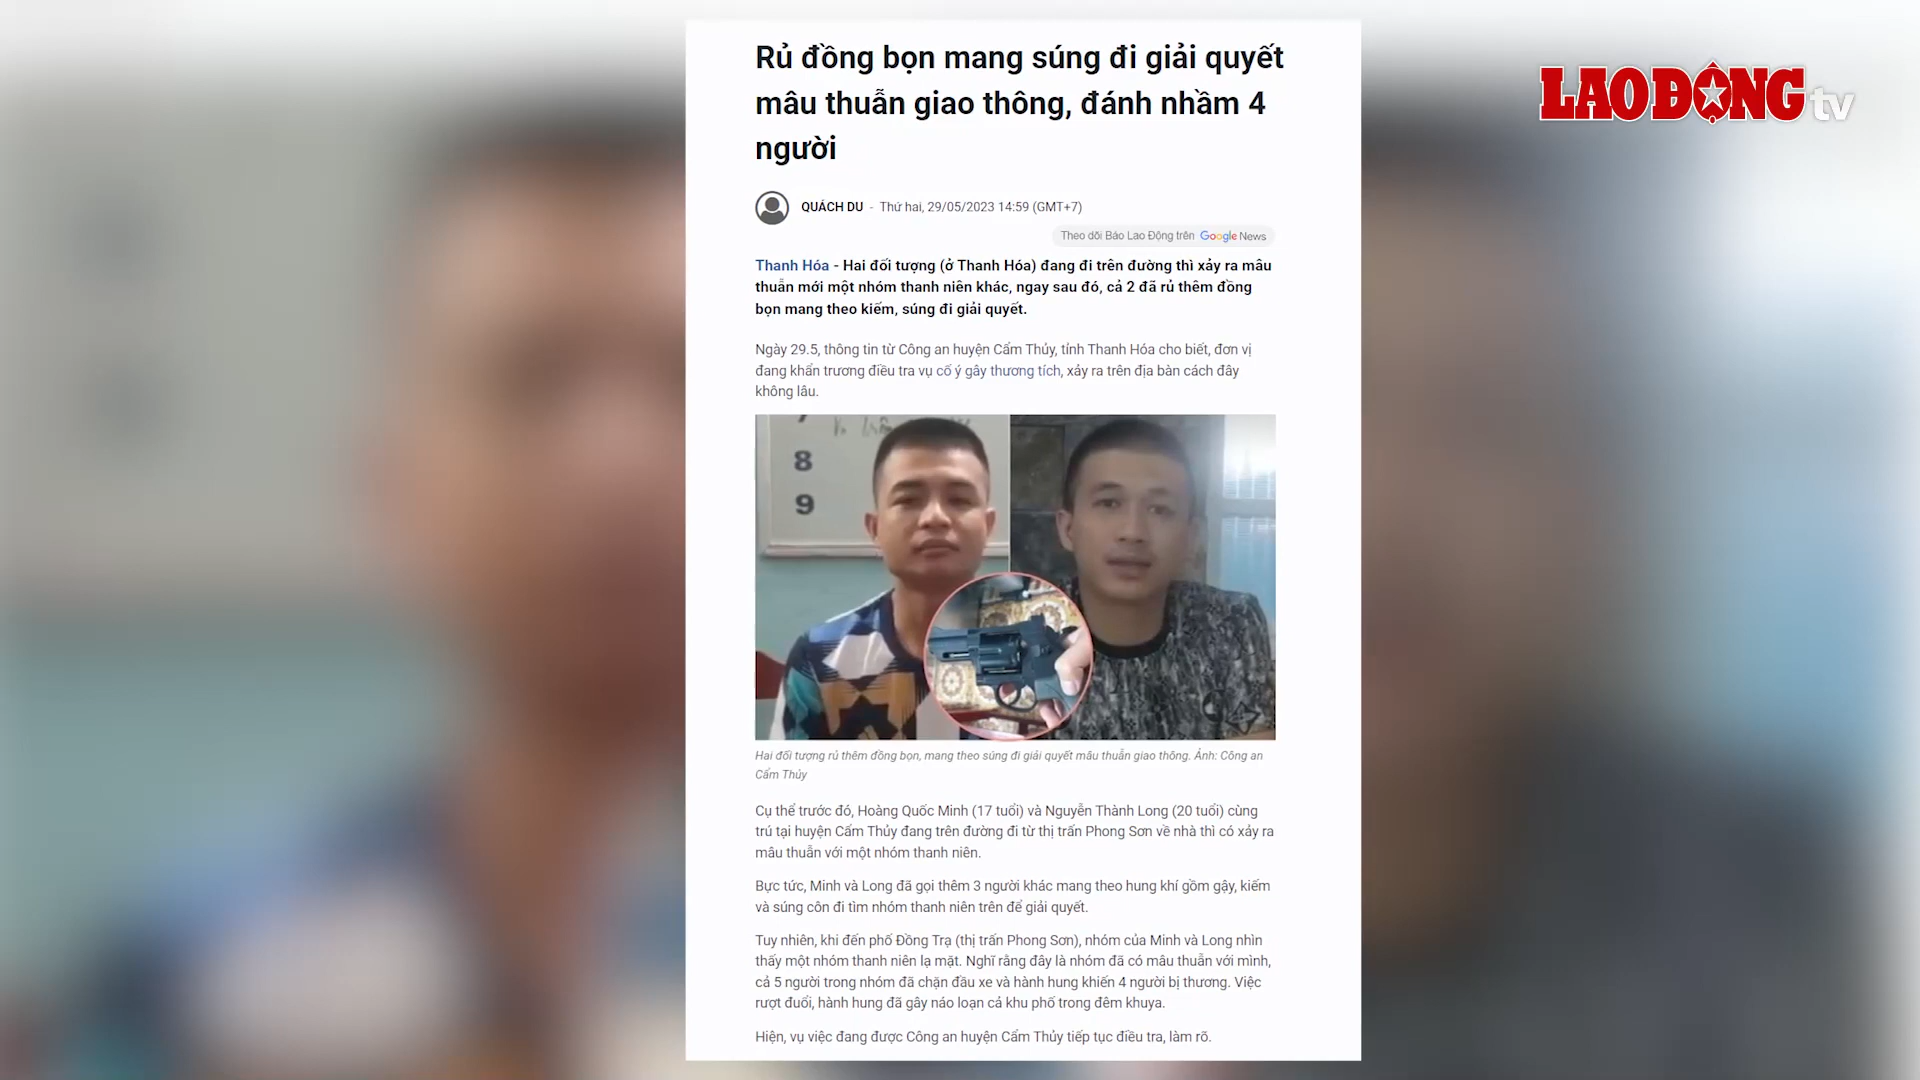 Rủ đồng bọn mang súng đi giải quyết
mâu thuẫn giao thông, đánh nhầm 4
người
LAO ĐỘNG tv
QUÁCH DU - Thứ hai, 29/05/2023 14:59 (GMT+7)
Theo dõi Báo Lao Động trên Google News
Thanh Hóa - Hai đối tượng (ở Thanh Hóa) đang đi trên đường thì xảy ra mâu
thuẫn mới một nhóm thanh niên khác, ngay sau đó, cả 2 đã rủ thêm đồng
bọn mang theo kiếm, súng đi giải quyết.
Ngày 29.5, thông tin từ Công an huyện Cẩm Thủy, tỉnh Thanh Hóa cho biết, đơn vị
đang khẩn trương điều tra vụ cố ý gây thương tích, xảy ra trên địa bàn cách đây
không lâu.
8
9
Hai đối tượng rủ thêm đồng bọn, mang theo súng đi giải quyết mâu thuẫn giao thông. Ảnh: Công an
Cẩm Thủy
Cụ thể trước đó, Hoàng Quốc Minh (17 tuổi) và Nguyễn Thành Long (20 tuổi) cùng
trú tại huyện Cẩm Thủy đang trên đường đi từ thị trấn Phong Sơn về nhà thì có xảy ra
mâu thuẫn với một nhóm thanh niên.
Bực tức, Minh và Long đã gọi thêm 3 người khác mang theo hung khí gồm gậy, kiếm
và súng côn đi tìm nhóm thanh niên trên để giải quyết.
Tuy nhiên, khi đến phố Đồng Trạ (thị trấn Phong Sơn), nhóm của Minh và Long nhìn
thấy một nhóm thanh niên lạ mặt. Nghĩ rằng đây là nhóm đã có mâu thuẫn với mình,
cả 5 người trong nhóm đã chặn đầu xe và hành hung khiến 4 người bị thương. Việc
rượt đuổi, hành hung đã gây náo loạn cả khu phố trong đêm khuya.
Hiện, vụ việc đang được Công an huyện Cẩm Thủy tiếp tục điều tra, làm rõ.